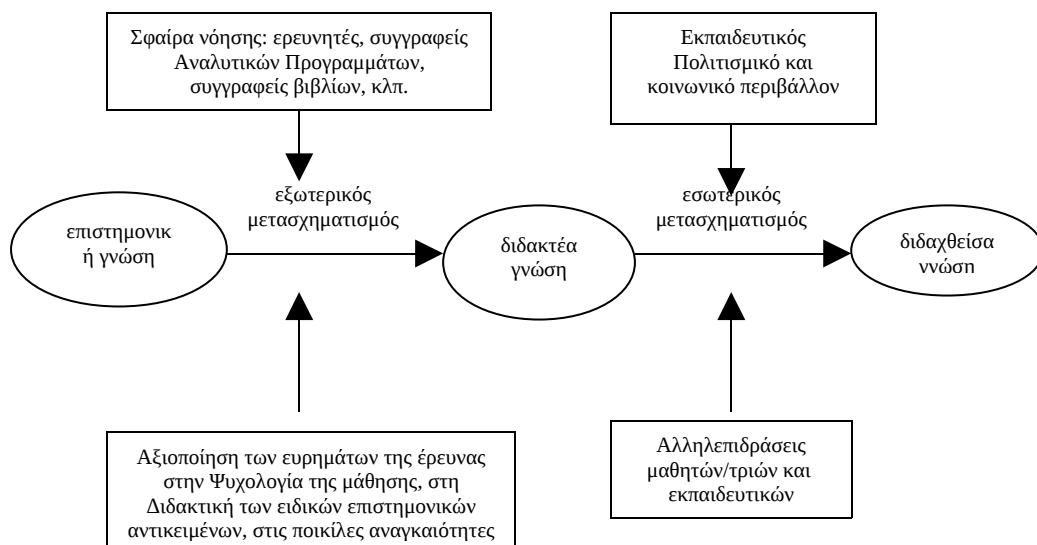 Σφαίρα νόησης: ερευνητές, συγγραφείς
Αναλυτικών Προγραμμάτων,
συγγραφείς βιβλίων, κλπ.
Εκπαιδευτικός
Πολιτισμικό και
κοινωνικό περιβάλλον
εξωτερικός
μετασχηματισμός
εσωτερικός
μετασχηματισμός
επιστημονικ
ή γνώση
διδακτέα
γνώση
διδαχθείσα
γνώση
Αξιοποίηση των ευρημάτων της έρευνας
στην Ψυχολογία της μάθησης, στη
Διδακτική των ειδικών επιστημονικών
αντικειμένων, στις ποικίλες αναγκαιότητες
Αλληλεπιδράσεις
μαθητών/τριών και
εκπαιδευτικών